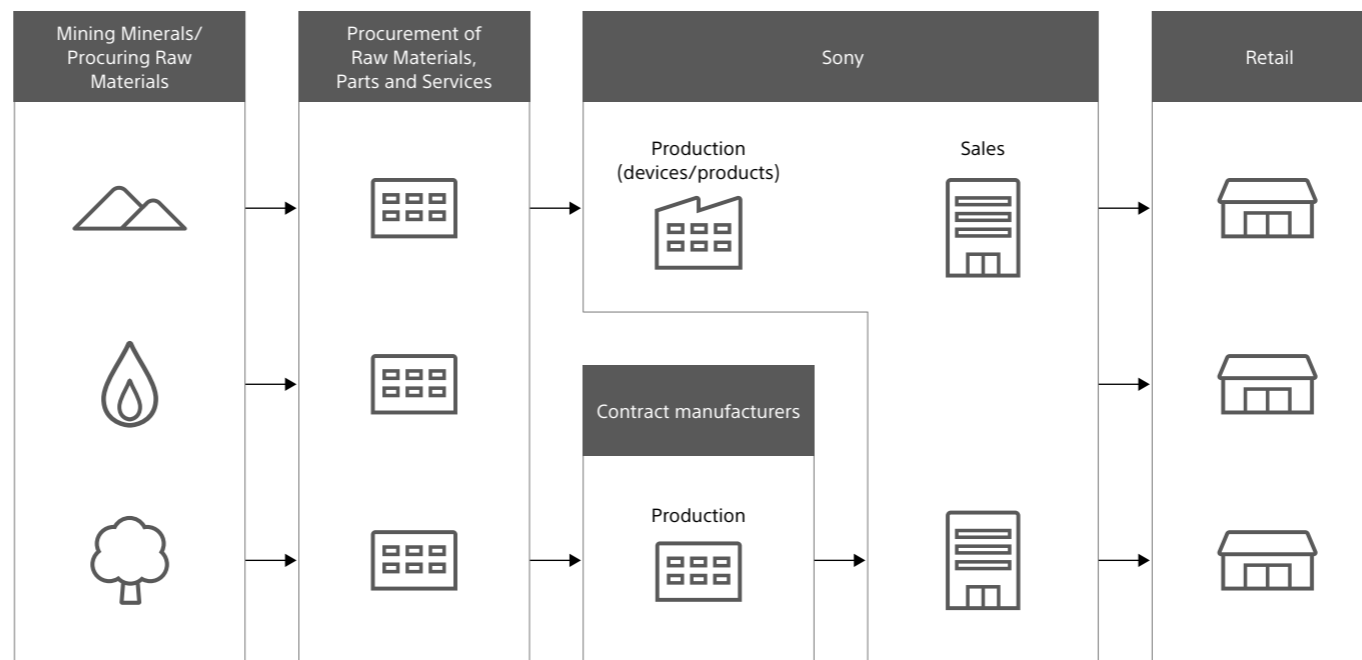 Mining Minerals/
Procuring Raw
Materials
Procurement of
Raw Materials,
Parts and Services
Sony
Retail
Production
(devices/products)
Sales
Contract manufacturers
Production